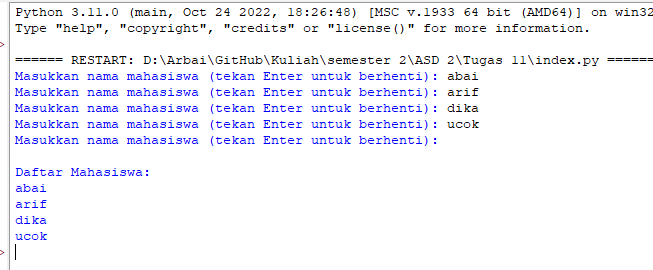 Python 3.11.0 (main, Oct 24 2022, 18:26:48) [MSC v.1933 64 bit (AMD64)] on win32
Type "help", "copyright", "credits" or "license()" for more information.
====== RESTART: D:\Arbai\GitHub\Kuliah\semester 2\ASD 2\Tugas 11\index.py ======
Masukkan nama mahasiswa (tekan Enter untuk berhenti): abai
Masukkan nama mahasiswa (tekan Enter untuk berhenti): arif
Masukkan nama mahasiswa (tekan Enter untuk berhenti): dika
Masukkan nama mahasiswa (tekan Enter untuk berhenti): ucok
Masukkan nama mahasiswa (tekan Enter untuk berhenti):
Daftar Mahasiswa:
abai
arif
dika
ucok